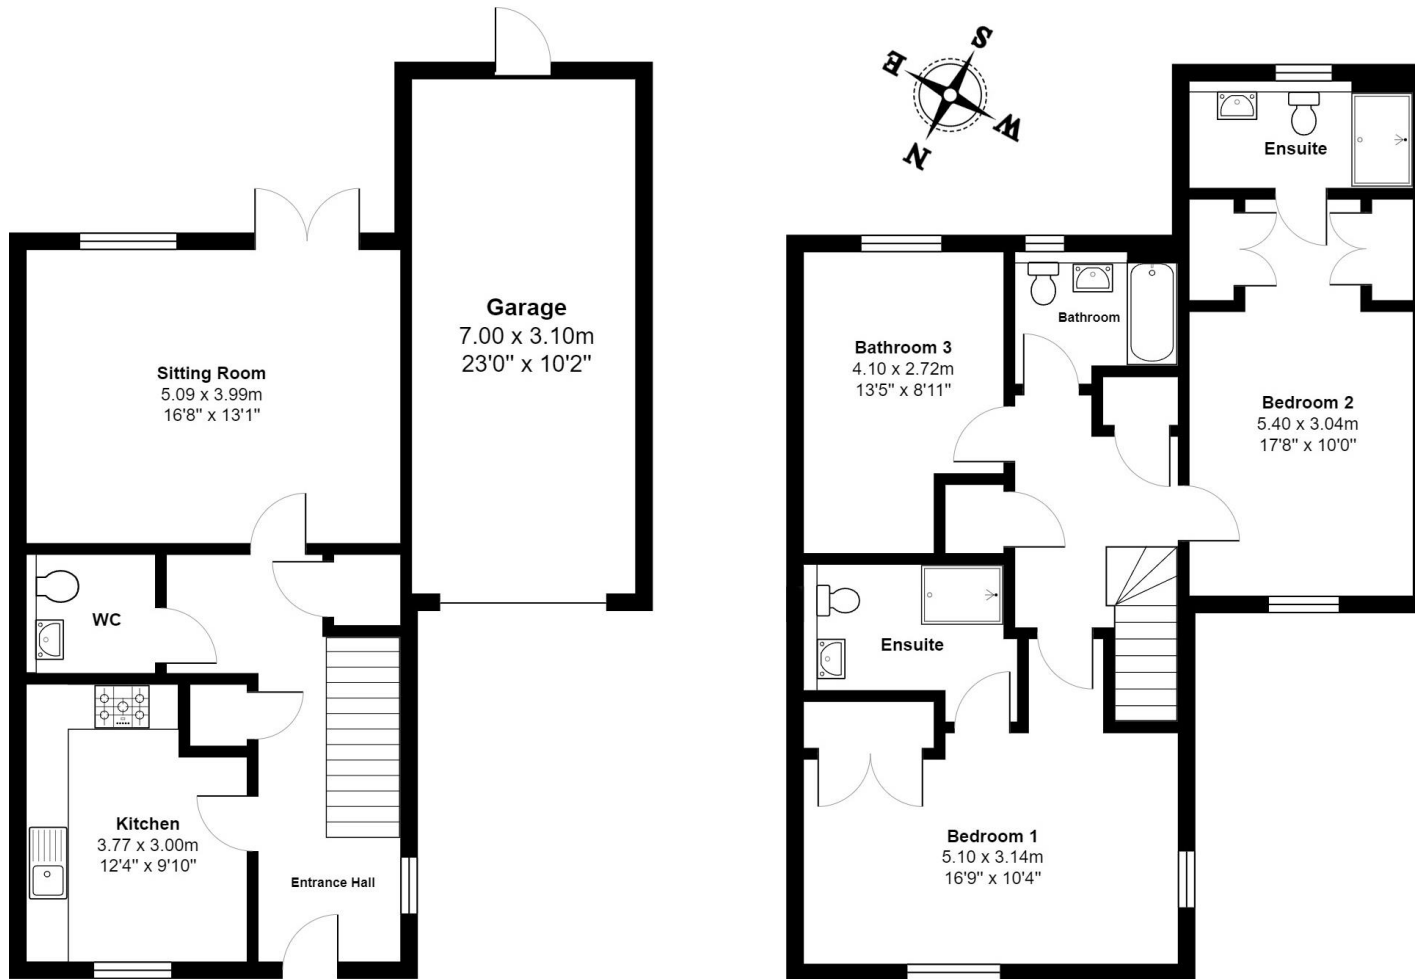 Garage
7.00 x 3.10m
23'0" x 10'2"
Sitting Room
5.09 x 3.99m
16'8" x 13'1"
WC
Kitchen
3.77 x 3.00m
12'4" x 9'10"
Entrance Hall
S
E
W
N
Ensuite
Bathroom
Bathroom 3
4.10 x 2.72m
13'5" x 8'11"
Bedroom 2
5.40 x 3.04m
17'8" x 10'0"
Ensuite
Bedroom 1
5.10 x 3.14m
16'9" x 10'4"